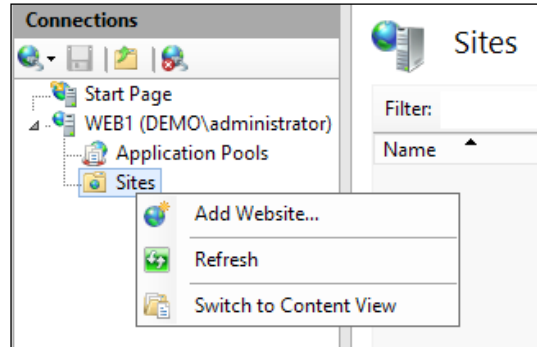 Connections
Start Page
WEB1 (DEMO\administrator)
Application Pools
Sites
Add Website...
Refresh
Switch to Content View
Sites
Filter:
Name